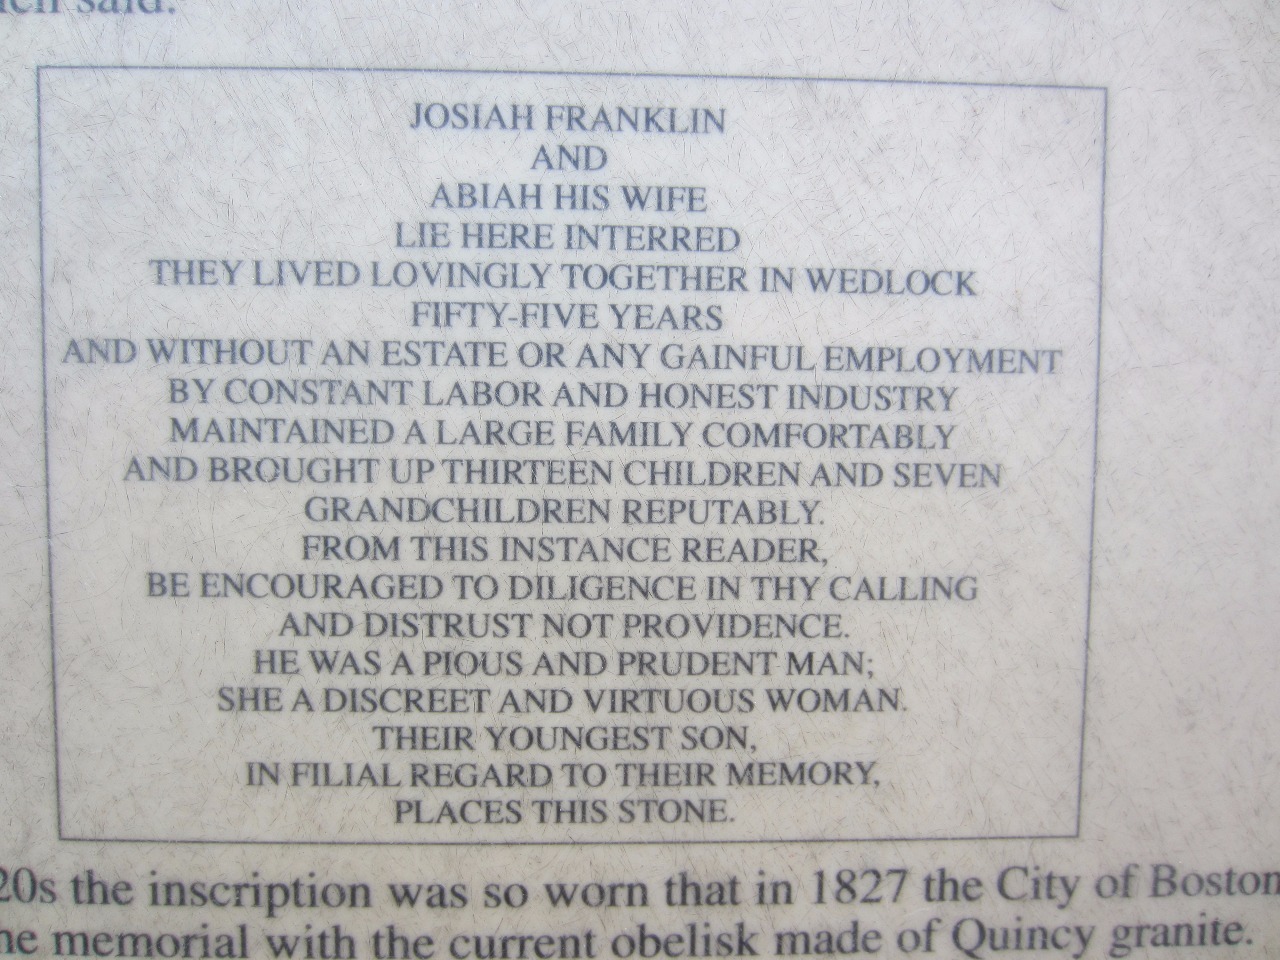 said.
JOSIAH FRANKLIN
AND
ABIAH HIS WIFE
LIE HERE INTERRED
THEY LIVED LOVINGLY TOGETHER IN WEDLOCK
FIFTY-FIVE YEARS
AND WITHOUT AN ESTATE OR ANY GAINFUL EMPLOYMENT
BY CONSTANT LABOR AND HONEST INDUSTRY
MAINTAINED A LARGE FAMILY COMFORTABLY
AND BROUGHT UP THIRTEEN CHILDREN AND SEVEN
GRANDCHILDREN REPUTABLY.
FROM THIS INSTANCE READER,
BE ENCOURAGED TO DILIGENCE IN THY CALLING
AND DISTRUST NOT PROVIDENCE.
HE WAS A PIOUS AND PRUDENT MAN;
SHE A DISCREET AND VIRTUOUS WOMAN.
THEIR YOUNGEST SON,
IN FILIAL REGARD TO THEIR MEMORY,
PLACES THIS STONE.
20s the inscription was so worn that in 1827 the City of Boston
memorial with the current obelisk made of Quincy granite.